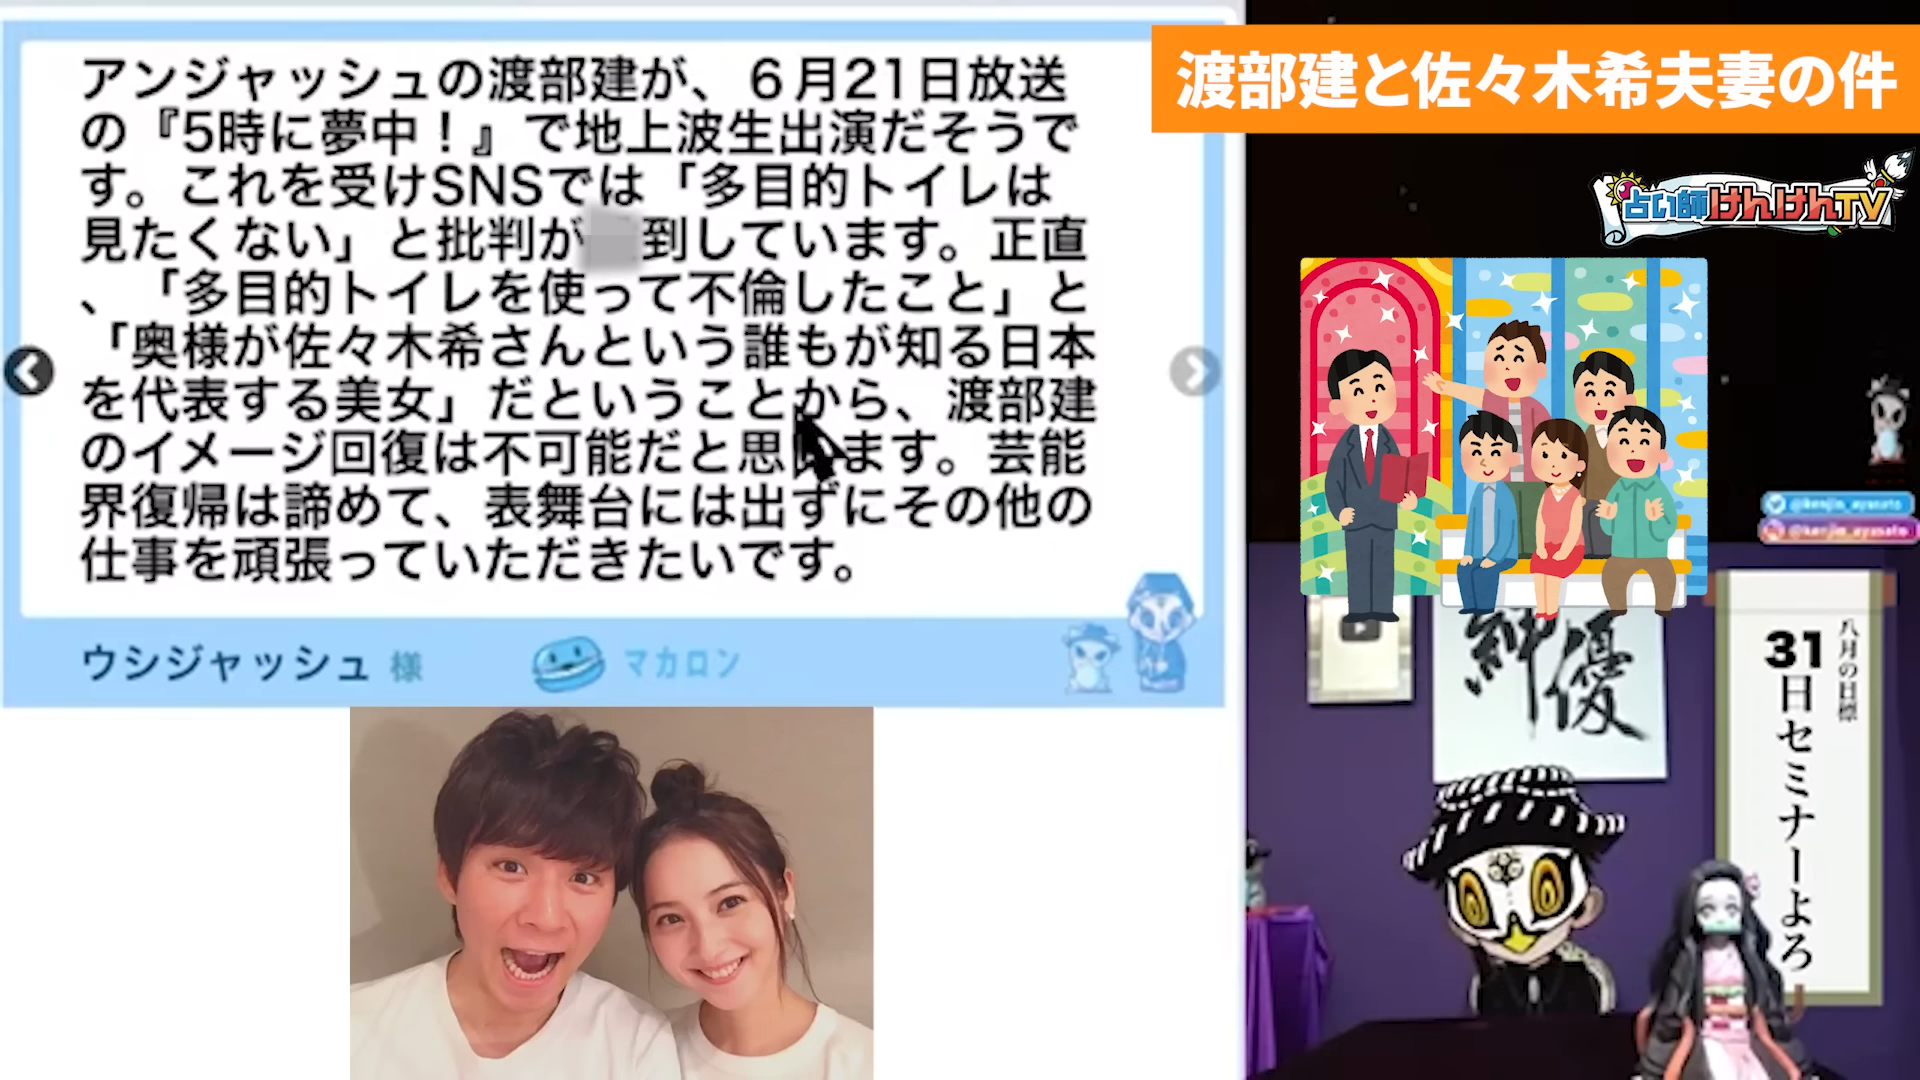 アンジャッシュの渡部建が、６月21日放送
の『5時に夢中！』で地上波生出演だそうで
す。これを受けSNSでは「多目的トイレは
見たくない」と批判が到しています。正直
、「多目的トイレを使って不倫したこと」と
「奥様が佐々木希さんという誰もが知る日本
を代表する美女」だということから、渡部建
のイメージ回復は不可能だと思います。芸能
界復帰は諦めて、表舞台には出ずにその他の
仕事を頑張っていただきたいです。
ウシジャッシュ 様
マカロン
渡部建と佐々木希夫妻の件
占い師けんけんTV
@kenjin_ayasato
@kenjin_ayasato
優
八月の目標
31日セミナーよろ